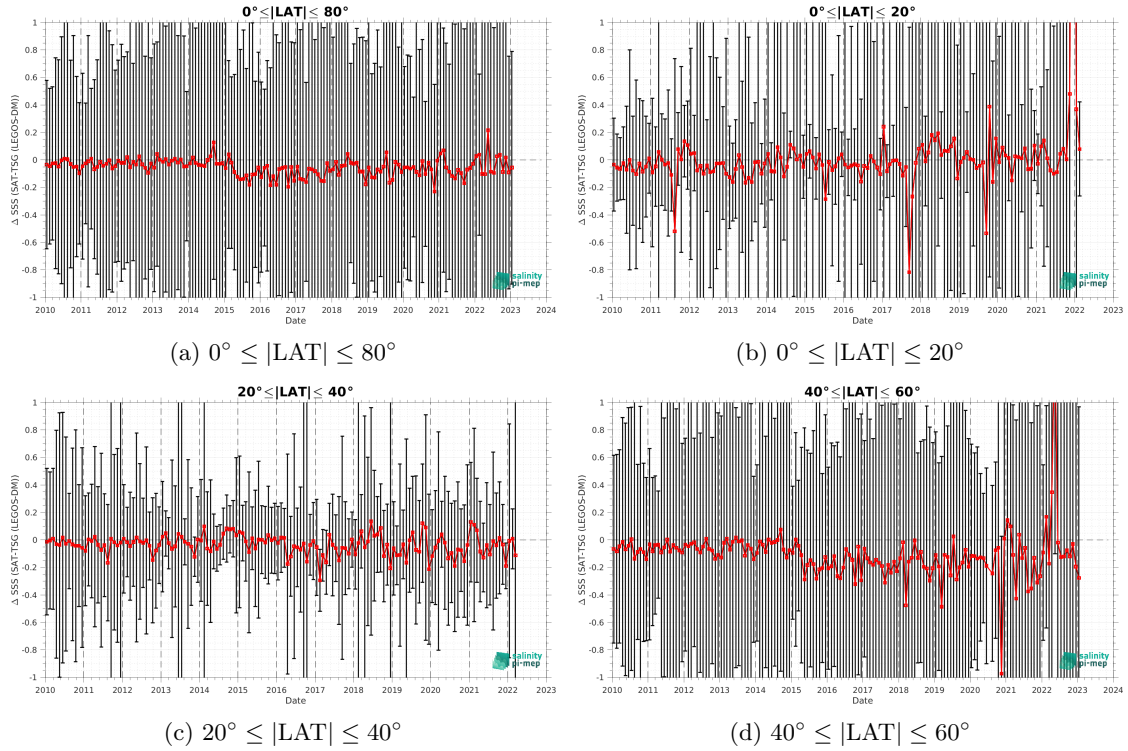 0°≤|LAT|≤ 80°
Δ SSS (SAT-TSG (LEGOS-DM))
1
0.8
0.6
0.4
0.2
0
-0.2
-0.4
-0.6
-0.8
-1
2010 2011 2012 2013 2014 2015 2016 2017 2018 2019 2020 2021 2022 2023 2024
Date
salinity
pi-mep
(a) 0° ≤ |LAT| ≤ 80°
0°≤|LAT|≤ 20°
Δ SSS (SAT-TSG (LEGOS-DM))
1
0.8
0.6
0.4
0.2
0
-0.2
-0.4
-0.6
-0.8
-1
2010 2011 2012 2013 2014 2015 2016 2017 2018 2019 2020 2021 2022 2023
Date
salinity
pi-mep
(b) 0° ≤ |LAT| ≤ 20°
20°≤|LAT|≤ 40°
Δ SSS (SAT-TSG (LEGOS-DM))
1
0.8
0.6
0.4
0.2
0
-0.2
-0.4
-0.6
-0.8
-1
2010 2011 2012 2013 2014 2015 2016 2017 2018 2019 2020 2021 2022 2023
Date
salinity
pi-mep
(c) 20° ≤ |LAT| ≤ 40°
40°≤|LAT|≤ 60°
Δ SSS (SAT-TSG (LEGOS-DM))
1
0.8
0.6
0.4
0.2
0
-0.2
-0.4
-0.6
-0.8
-1
2010 2011 2012 2013 2014 2015 2016 2017 2018 2019 2020 2021 2022 2023 2024
Date
salinity
pi-mep
(d) 40° ≤ |LAT| ≤ 60°